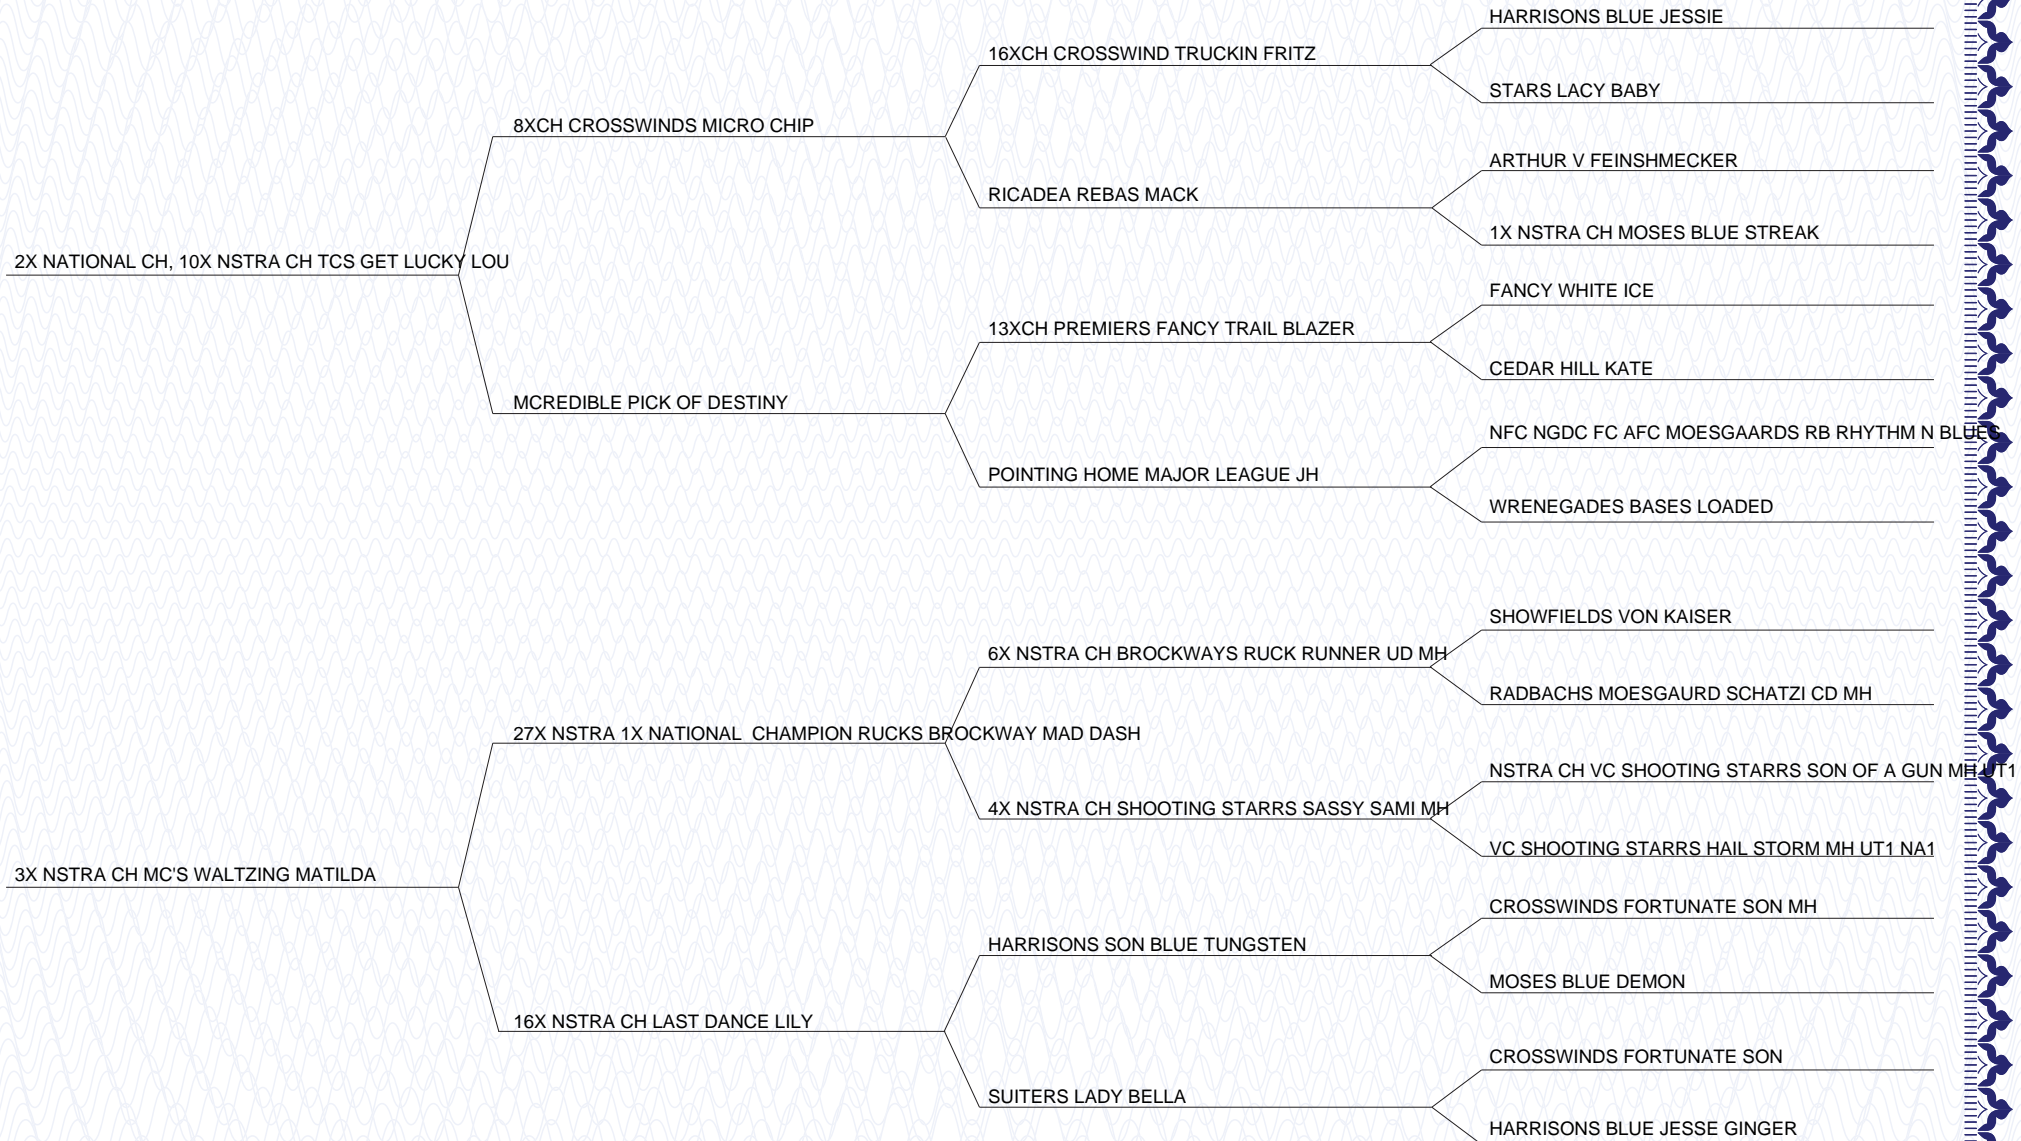 HARRISONS BLUE JESSIE
16XCH CROSSWIND TRUCKIN FRITZ
STARS LACY BABY
8XCH CROSSWINDS MICRO CHIP
ARTHUR V FEINSHMECKER
RICADEA REBAS MACK
1X NSTRA CH MOSES BLUE STREAK
2X NATIONAL CH, 10X NSTRA CH TCS GET LUCKY LOU
FANCY WHITE ICE
13XCH PREMIERS FANCY TRAIL BLAZER
CEDAR HILL KATE
MCREDIBLE PICK OF DESTINY
NFC NGDC FC AFC MOESGAARDS RB RHYTHM N BLUES
POINTING HOME MAJOR LEAGUE JH
WRENEGADES BASES LOADED
SHOWFIELDS VON KAISER
6X NSTRA CH BROCKWAYS RUCK RUNNER UD MH
RADBACHS MOESGAURD SCHATZI CD MH
27X NSTRA 1X NATIONAL  CHAMPION RUCKS BROCKWAY MAD DASH
NSTRA CH VC SHOOTING STARRS SON OF A GUN MH UT1
4X NSTRA CH SHOOTING STARRS SASSY SAMI MH
VC SHOOTING STARRS HAIL STORM MH UT1 NA1
3X NSTRA CH MC'S WALTZING MATILDA
CROSSWINDS FORTUNATE SON MH
HARRISONS SON BLUE TUNGSTEN
MOSES BLUE DEMON
16X NSTRA CH LAST DANCE LILY
CROSSWINDS FORTUNATE SON
SUITERS LADY BELLA
HARRISONS BLUE JESSE GINGER